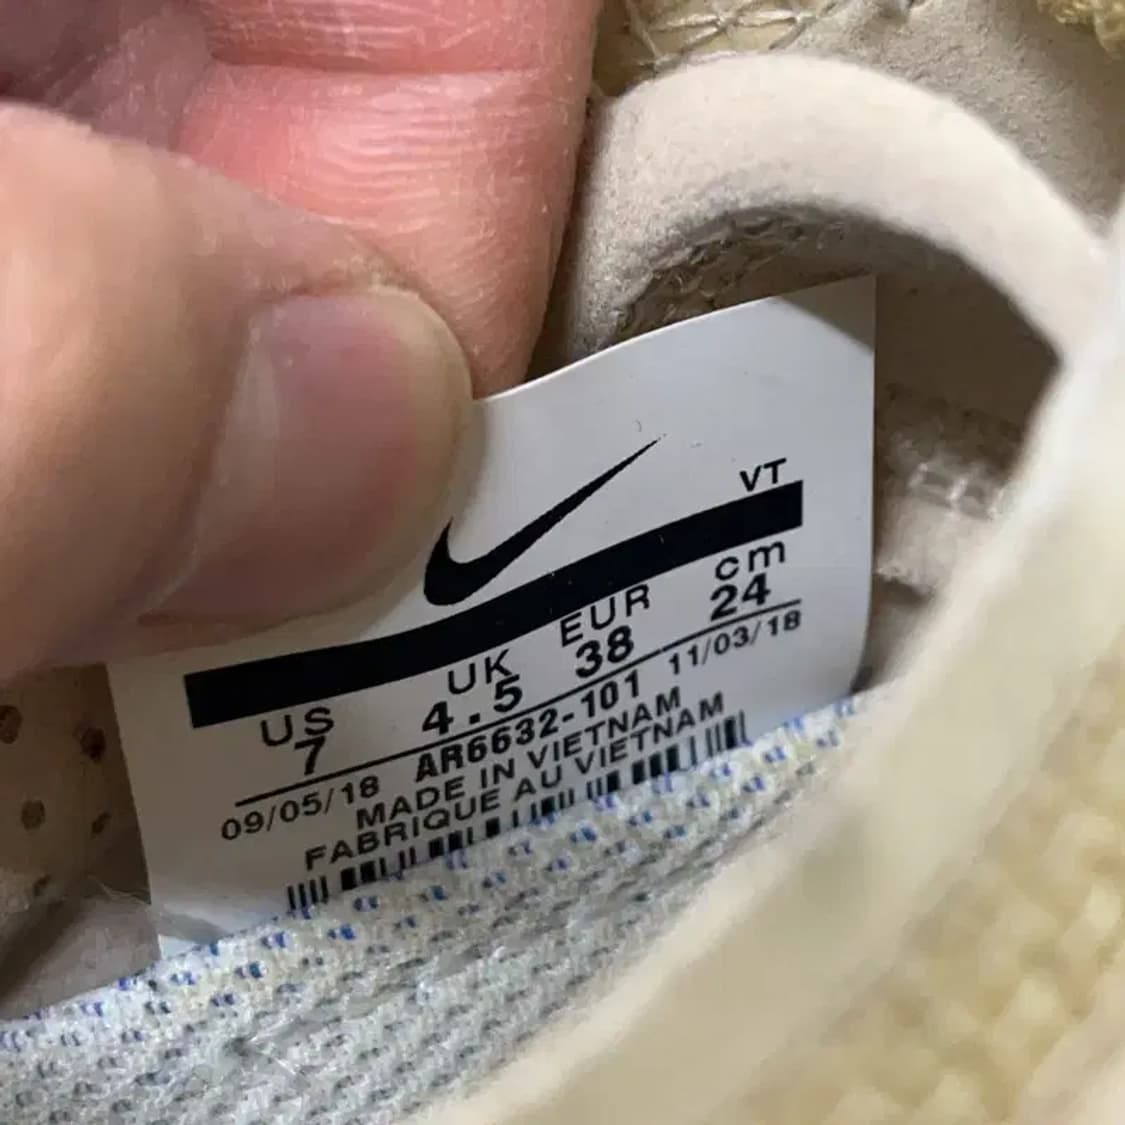 VT
US UK EUR cm
7 4.5 38 24
09/05/18 AR6632-101 11/03/18
MADE IN VIETNAM
FABRIQUE AU VIETNAM